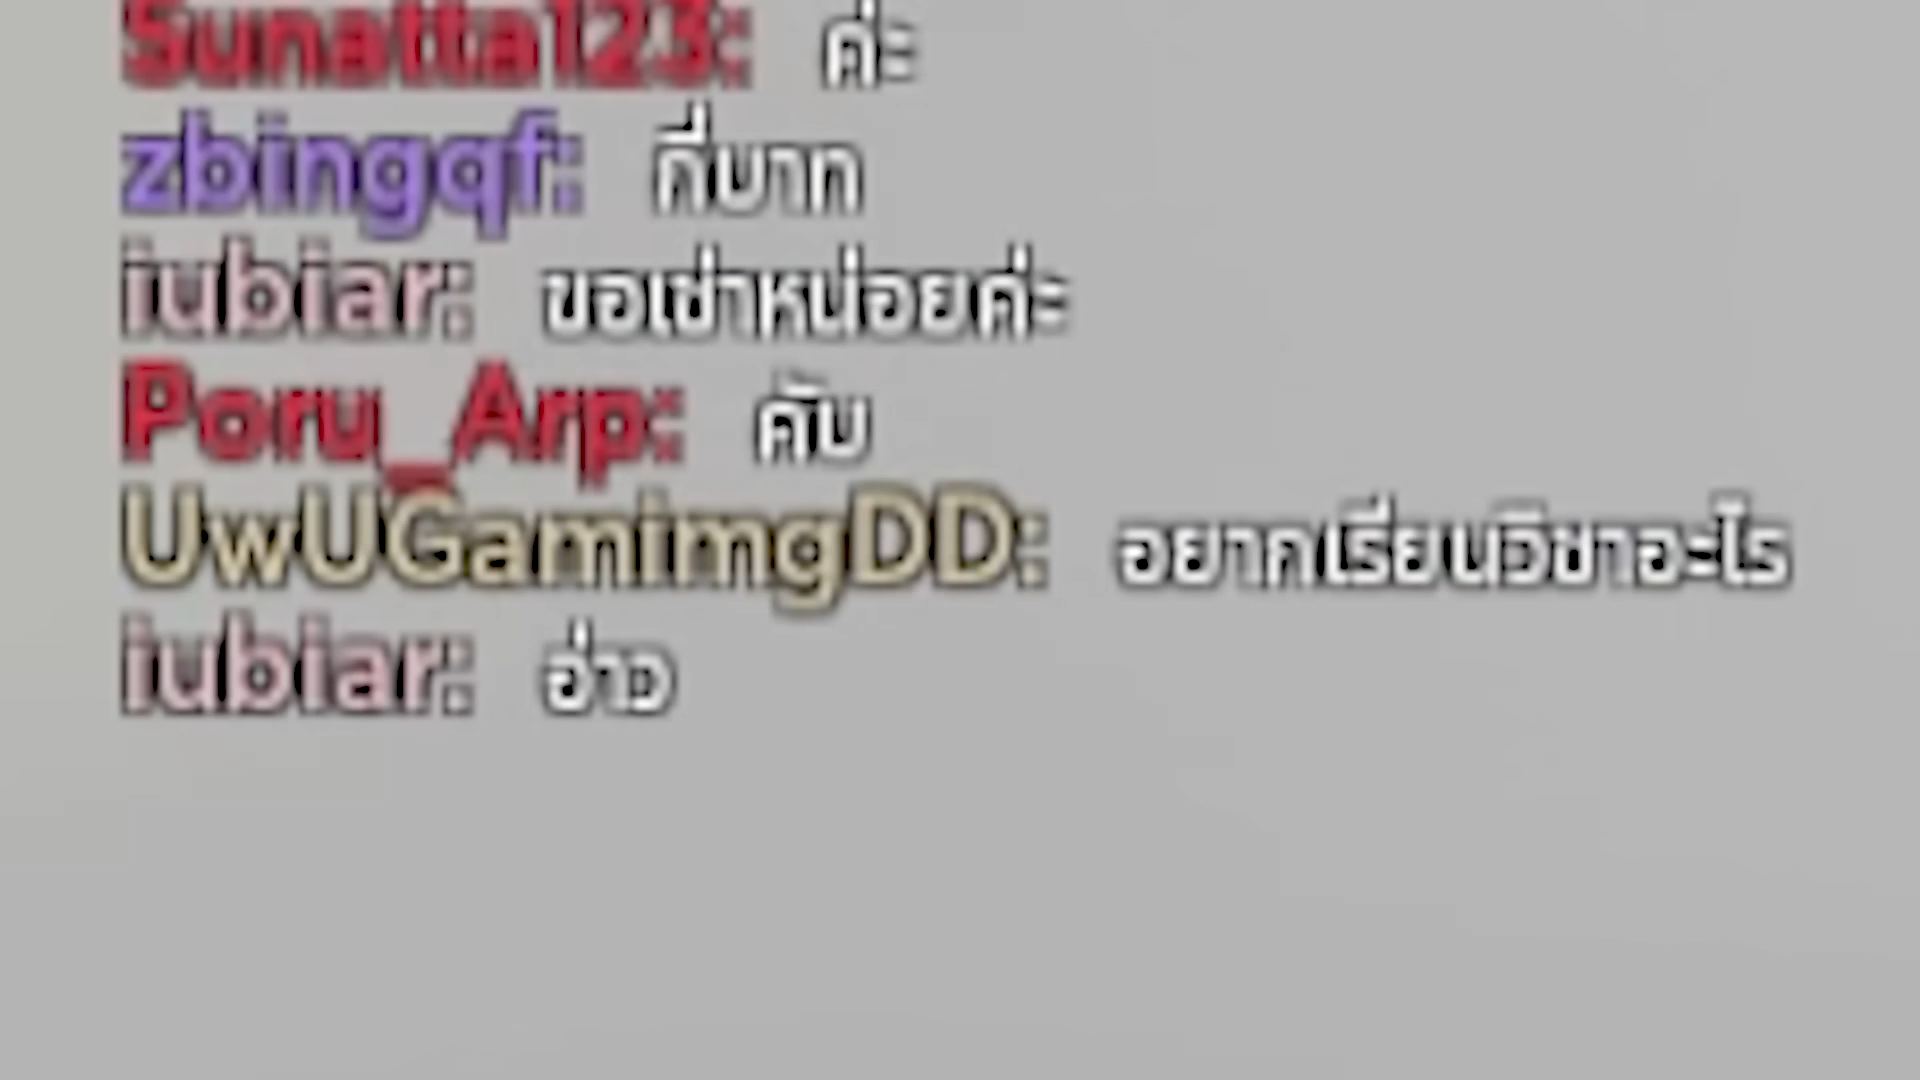 Sunatta123: ค่ะ
zbingqf: กี่บาท
iubiar: ขอเช่าหน่อยค่ะ
Poru_Arp: คับ
UwUGamimgDD: อยากเรียนวิชาอะไร
iubiar: อ่าว